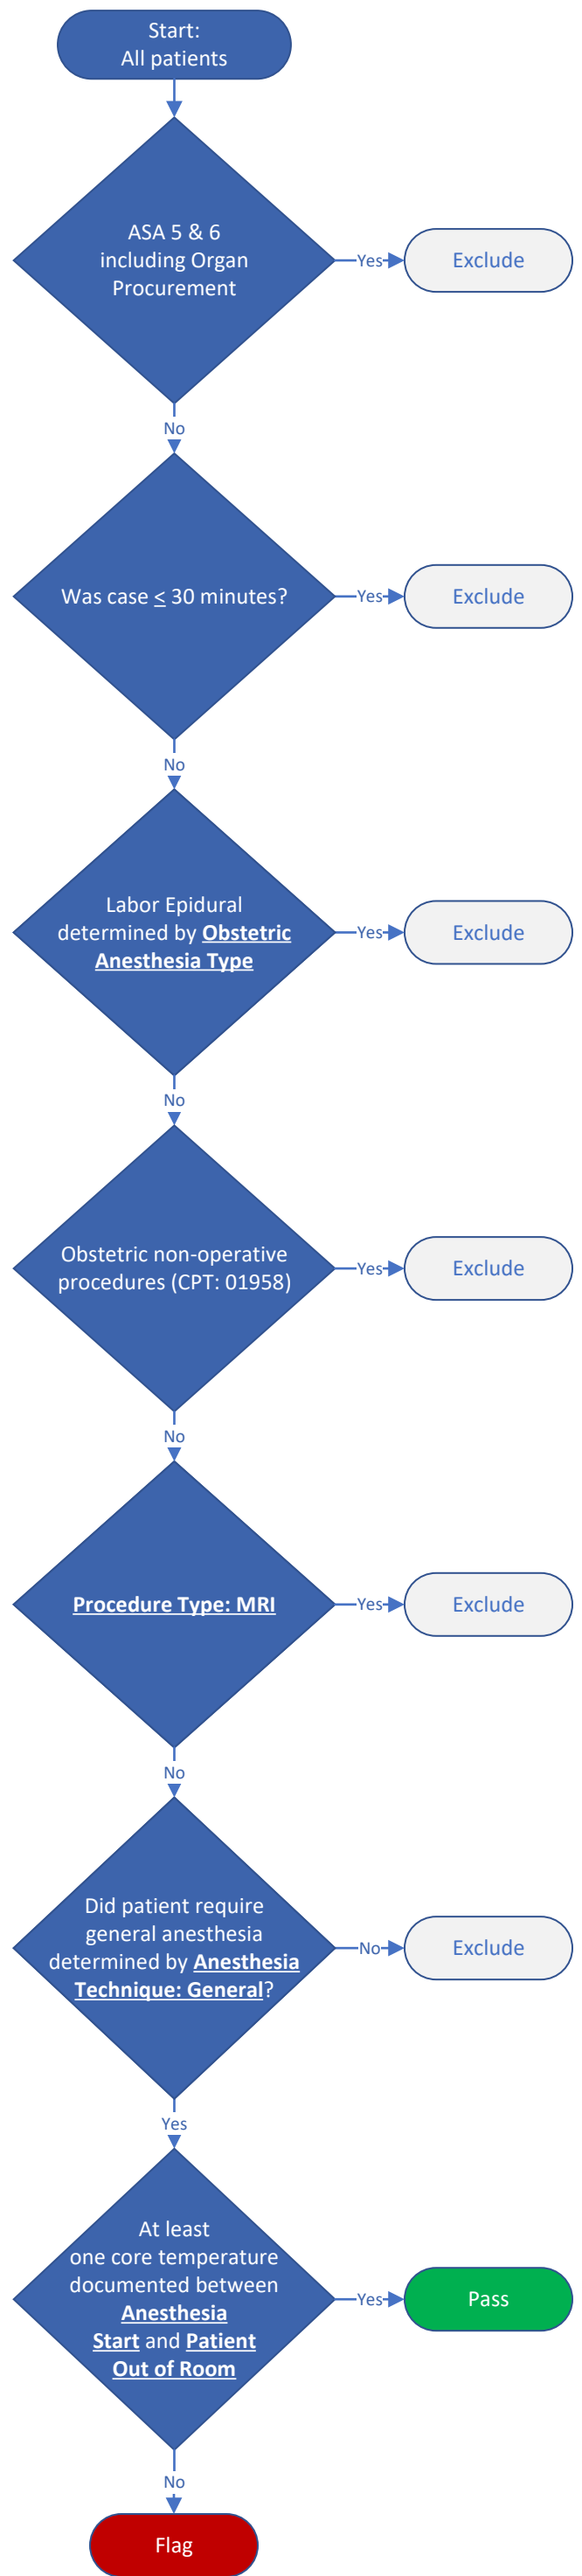 Start:
All patients
ASA 5 & 6
including Organ
Procurement
Yes
Exclude
No
Was case ≤ 30 minutes?
Yes
Exclude
No
Labor Epidural
determined by Obstetric
Anesthesia Type
Yes
Exclude
No
Obstetric non-operative
procedures (CPT: 01958)
Yes
Exclude
No
Procedure Type: MRI
Yes
Exclude
No
Did patient require
general anesthesia
determined by Anesthesia
Technique: General?
No
Exclude
Yes
At least
one core temperature
documented between
Anesthesia
Start and Patient
Out of Room
Yes
Pass
No
Flag